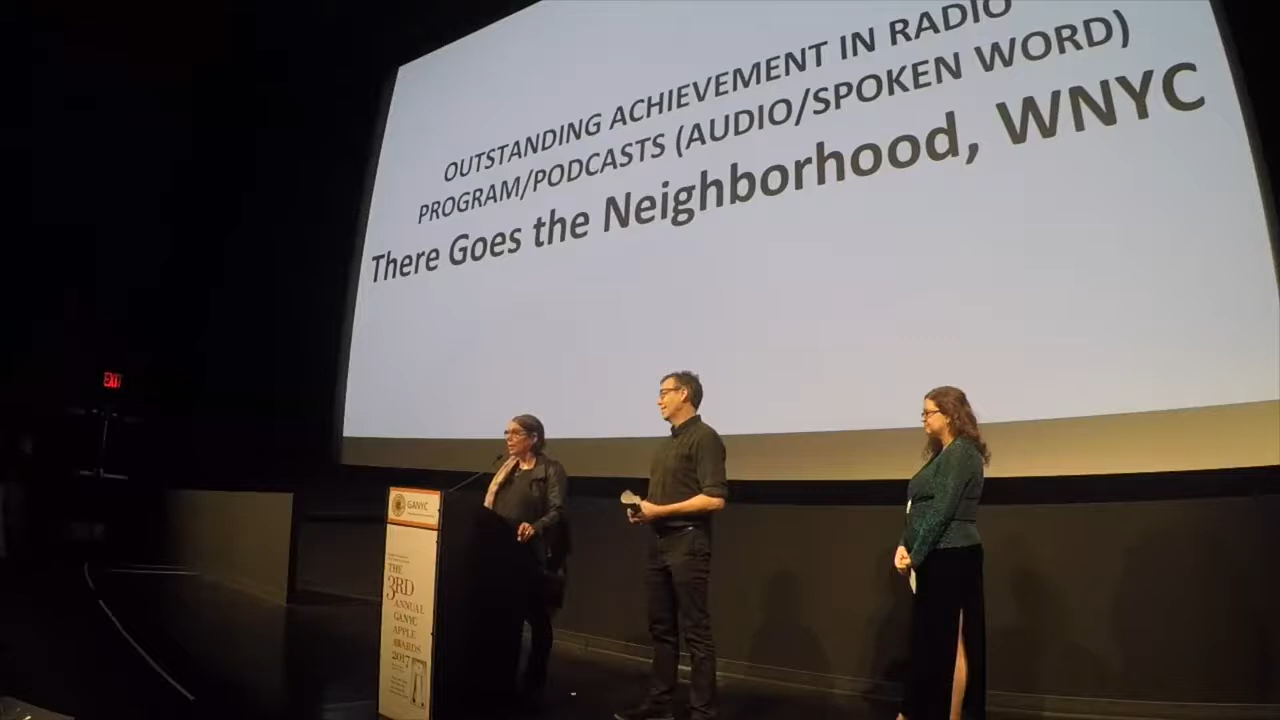 OUTSTANDING ACHIEVEMENT IN RADIO
PROGRAM/PODCASTS (AUDIO/SPOKEN WORD)
There Goes the Neighborhood, WNYC
EXIT
GANYC
THE
3RD
ANNUAL
GANYC
APPLE
AWARDS
2017